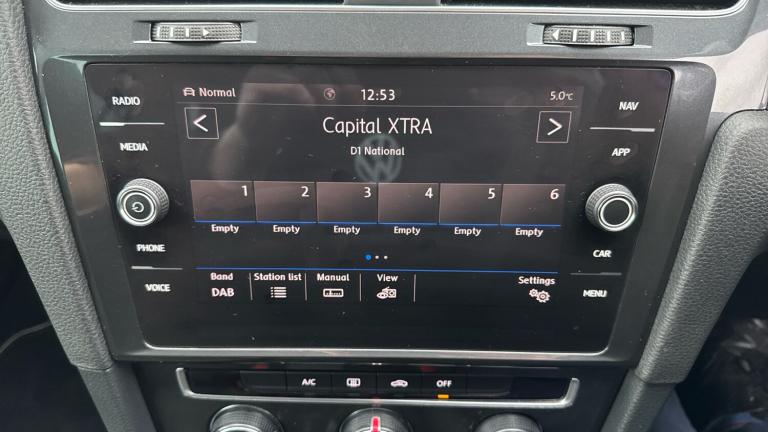 Normal 12:53 5.0°C
RADIO
NAV
Capital XTRA
MEDIA
D1 National
APP
1 2 3 4 5 6
Empty Empty Empty Empty Empty Empty
PHONE
CAR
VOICE
Band Station list Manual View Settings
DAB
MENU
A/C OFF